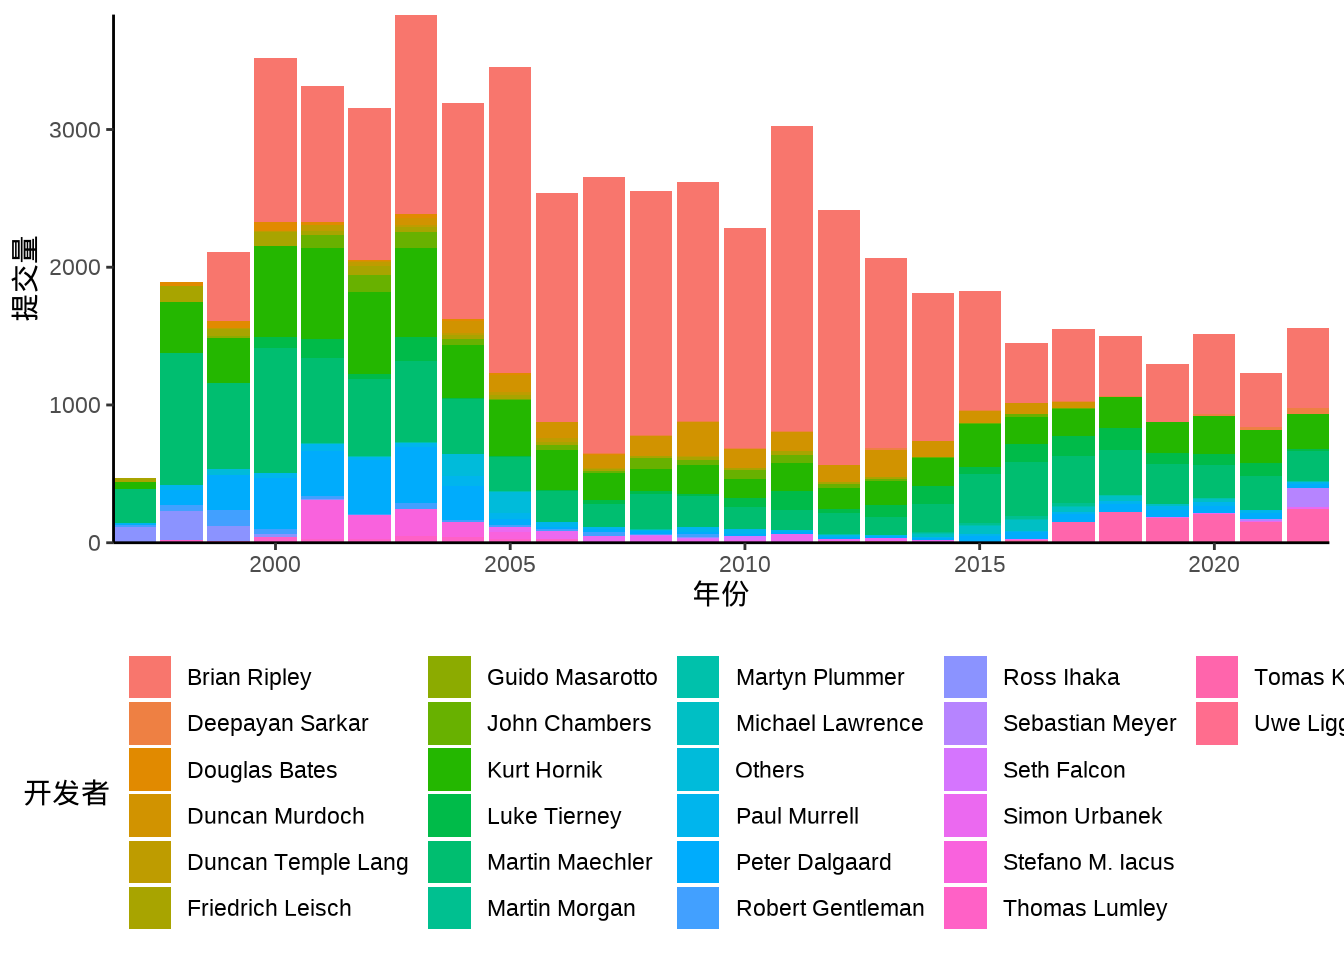 提交量
3000
2000
1000
0
2000
2005
2010
2015
2020
年份
开发者
Brian Ripley
Deepayan Sarkar
Douglas Bates
Duncan Murdoch
Duncan Temple Lang
Friedrich Leisch
Guido Masarotto
John Chambers
Kurt Hornik
Luke Tierney
Martin Maechler
Martin Morgan
Martyn Plummer
Michael Lawrence
Others
Paul Murrell
Peter Dalgaard
Robert Gentleman
Ross Ihaka
Sebastian Meyer
Seth Falcon
Simon Urbanek
Stefano M. Iacus
Thomas Lumley
Tomas K
Uwe Ligg